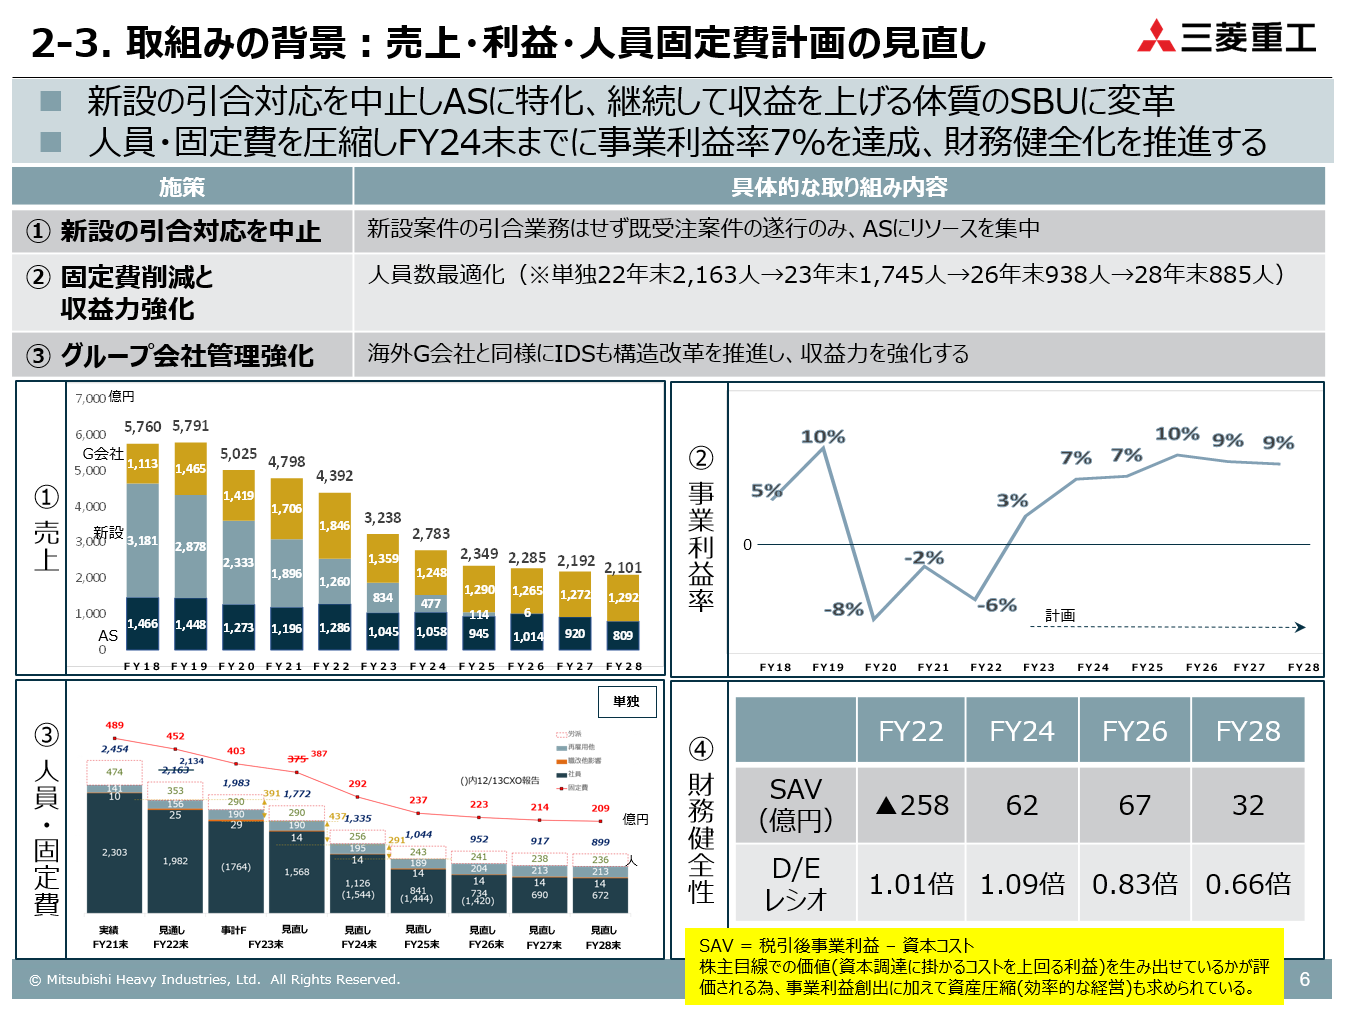 2-3. 取組みの背景：売上・利益・人員固定費計画の見直し
三菱重工
■ 新設の引合対応を中止しASに特化、継続して収益を上げる体質のSBUに変革
■ 人員・固定費を圧縮しFY24末までに事業利益率7%を達成、財務健全化を推進する
施策 具体的な取り組み内容
① 新設の引合対応を中止 新設案件の引合業務はせず既受注案件の遂行のみ、ASにリソースを集中
② 固定費削減と
収益力強化
人員数最適化（※単独22年末2,163人→23年末1,745人→26年末938人→28年末885人）
③ グループ会社管理強化 海外G会社と同様にIDSも構造改革を推進し、収益力を強化する
① 売上
7,000 億円
6,000
5,000
4,000
3,000
2,000
1,000
0
G会社
新設
AS
5,760 5,791 5,025 4,798 4,392 3,238 2,783 2,349 2,285 2,192 2,101
1,113 1,465 1,419 1,706 1,846 1,359 1,248 1,290 1,265 1,272 1,292
3,181 2,878 2,333 1,896 1,260 834 477 114 6
1,466 1,448 1,273 1,196 1,286 1,045 1,058 945 1,014 920 809
FY18 FY19 FY20 FY21 FY22 FY23 FY24 FY25 FY26 FY27 FY28
② 事業利益率
5% 10% -8% -2% -6% 3% 7% 7% 10% 9% 9%
0
計画
FY18 FY19 FY20 FY21 FY22 FY23 FY24 FY25 FY26 FY27 FY28
③ 人員・固定費
単独
労派
再雇用他
職改他影響
社員
固定費
()内12/13CXO報告
489 452 403 375 387 292 237 223 214 209
億円
2,454 2,163 2,134 1,983 1,772 1,335 1,044 952 917 899
人
391 437 291
474 353 290 290 256 243 241 238 236
141 156 190 190 195 189 204 213 213
10 25 29 14 14 14 14 14 14
2,303 1,982 (1764) 1,568 1,126 841 734 690 672
(1,544) (1,444) (1,420)
実績 見通し 事計F 見直し 見直し 見直し 見直し 見直し 見直し
FY21末 FY22末 FY23末 FY24末 FY25末 FY26末 FY27末 FY28末
④ 財務健全性
FY22 FY24 FY26 FY28
SAV
（億円）
▲258 62 67 32
D/E
レシオ
1.01倍 1.09倍 0.83倍 0.66倍
SAV = 税引後事業利益 – 資本コスト
株主目線での価値(資本調達に掛かるコストを上回る利益)を生み出せているかが評
価される為、事業利益創出に加えて資産圧縮(効率的な経営)も求められている。
© Mitsubishi Heavy Industries, Ltd. All Rights Reserved.
6